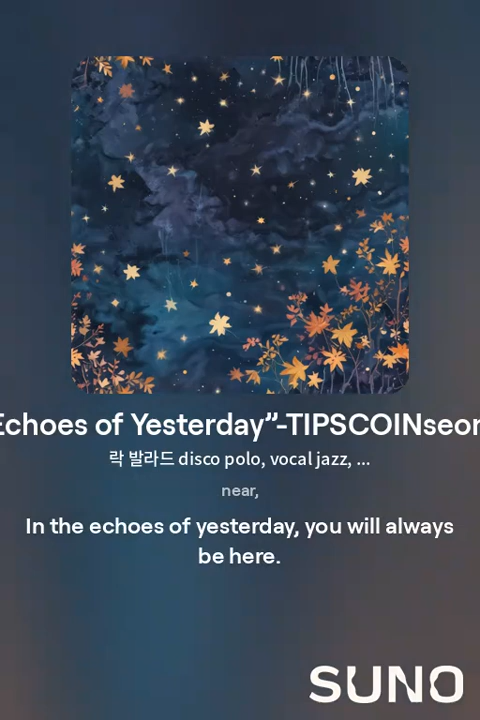 Echoes of Yesterday”-TIPSCOINseon
락 발라드 disco polo, vocal jazz, ...
near,
In the echoes of yesterday, you will always
be here.
SUNO